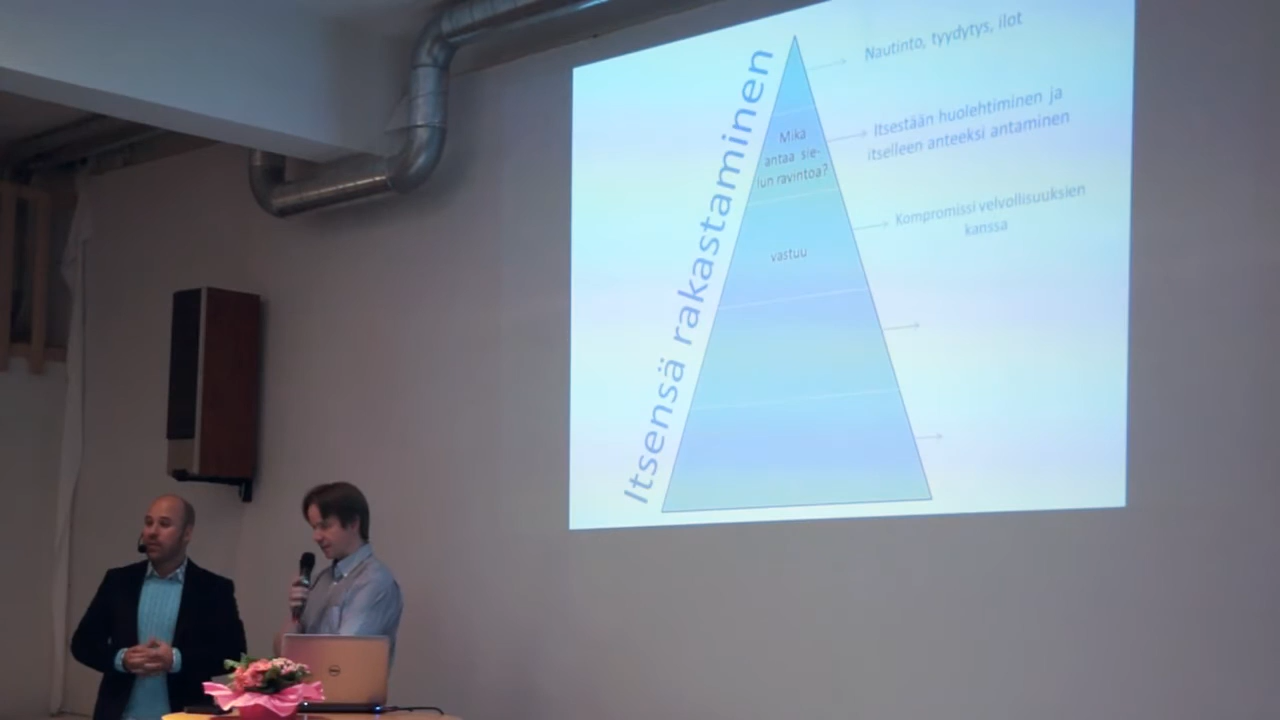 Itsensä rakastaminen
Nautinto, tyydytys, ilot
Mikä
antaa sie-
lun ravintoa?
Itsestään huolehtiminen ja
itselleen anteeksi antaminen
vastuu
Kompromissi velvollisuuksien
kanssa
DELL